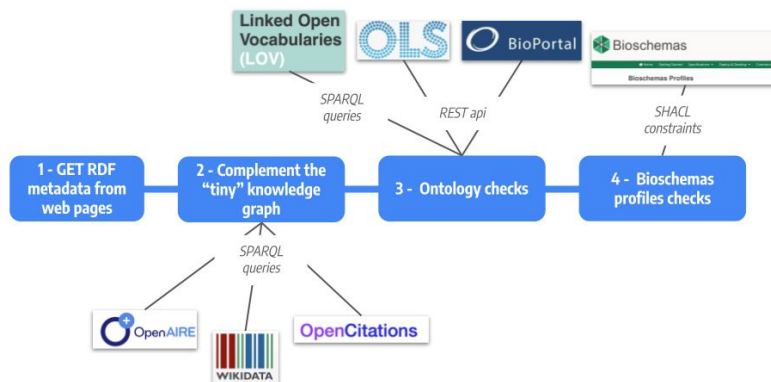 Linked Open
Vocabularies
(LOV)
OLS
BioPortal
Bioschemas
Bioschemas Profiles
SPARQL
queries
REST api
SHACL
constraints
1 - GET RDF
metadata from
web pages
2 - Complement the
“tiny” knowledge
graph
3 - Ontology checks
4 - Bioschemas
profiles checks
SPARQL
queries
OpenAIRE
WIKIDATA
OpenCitations